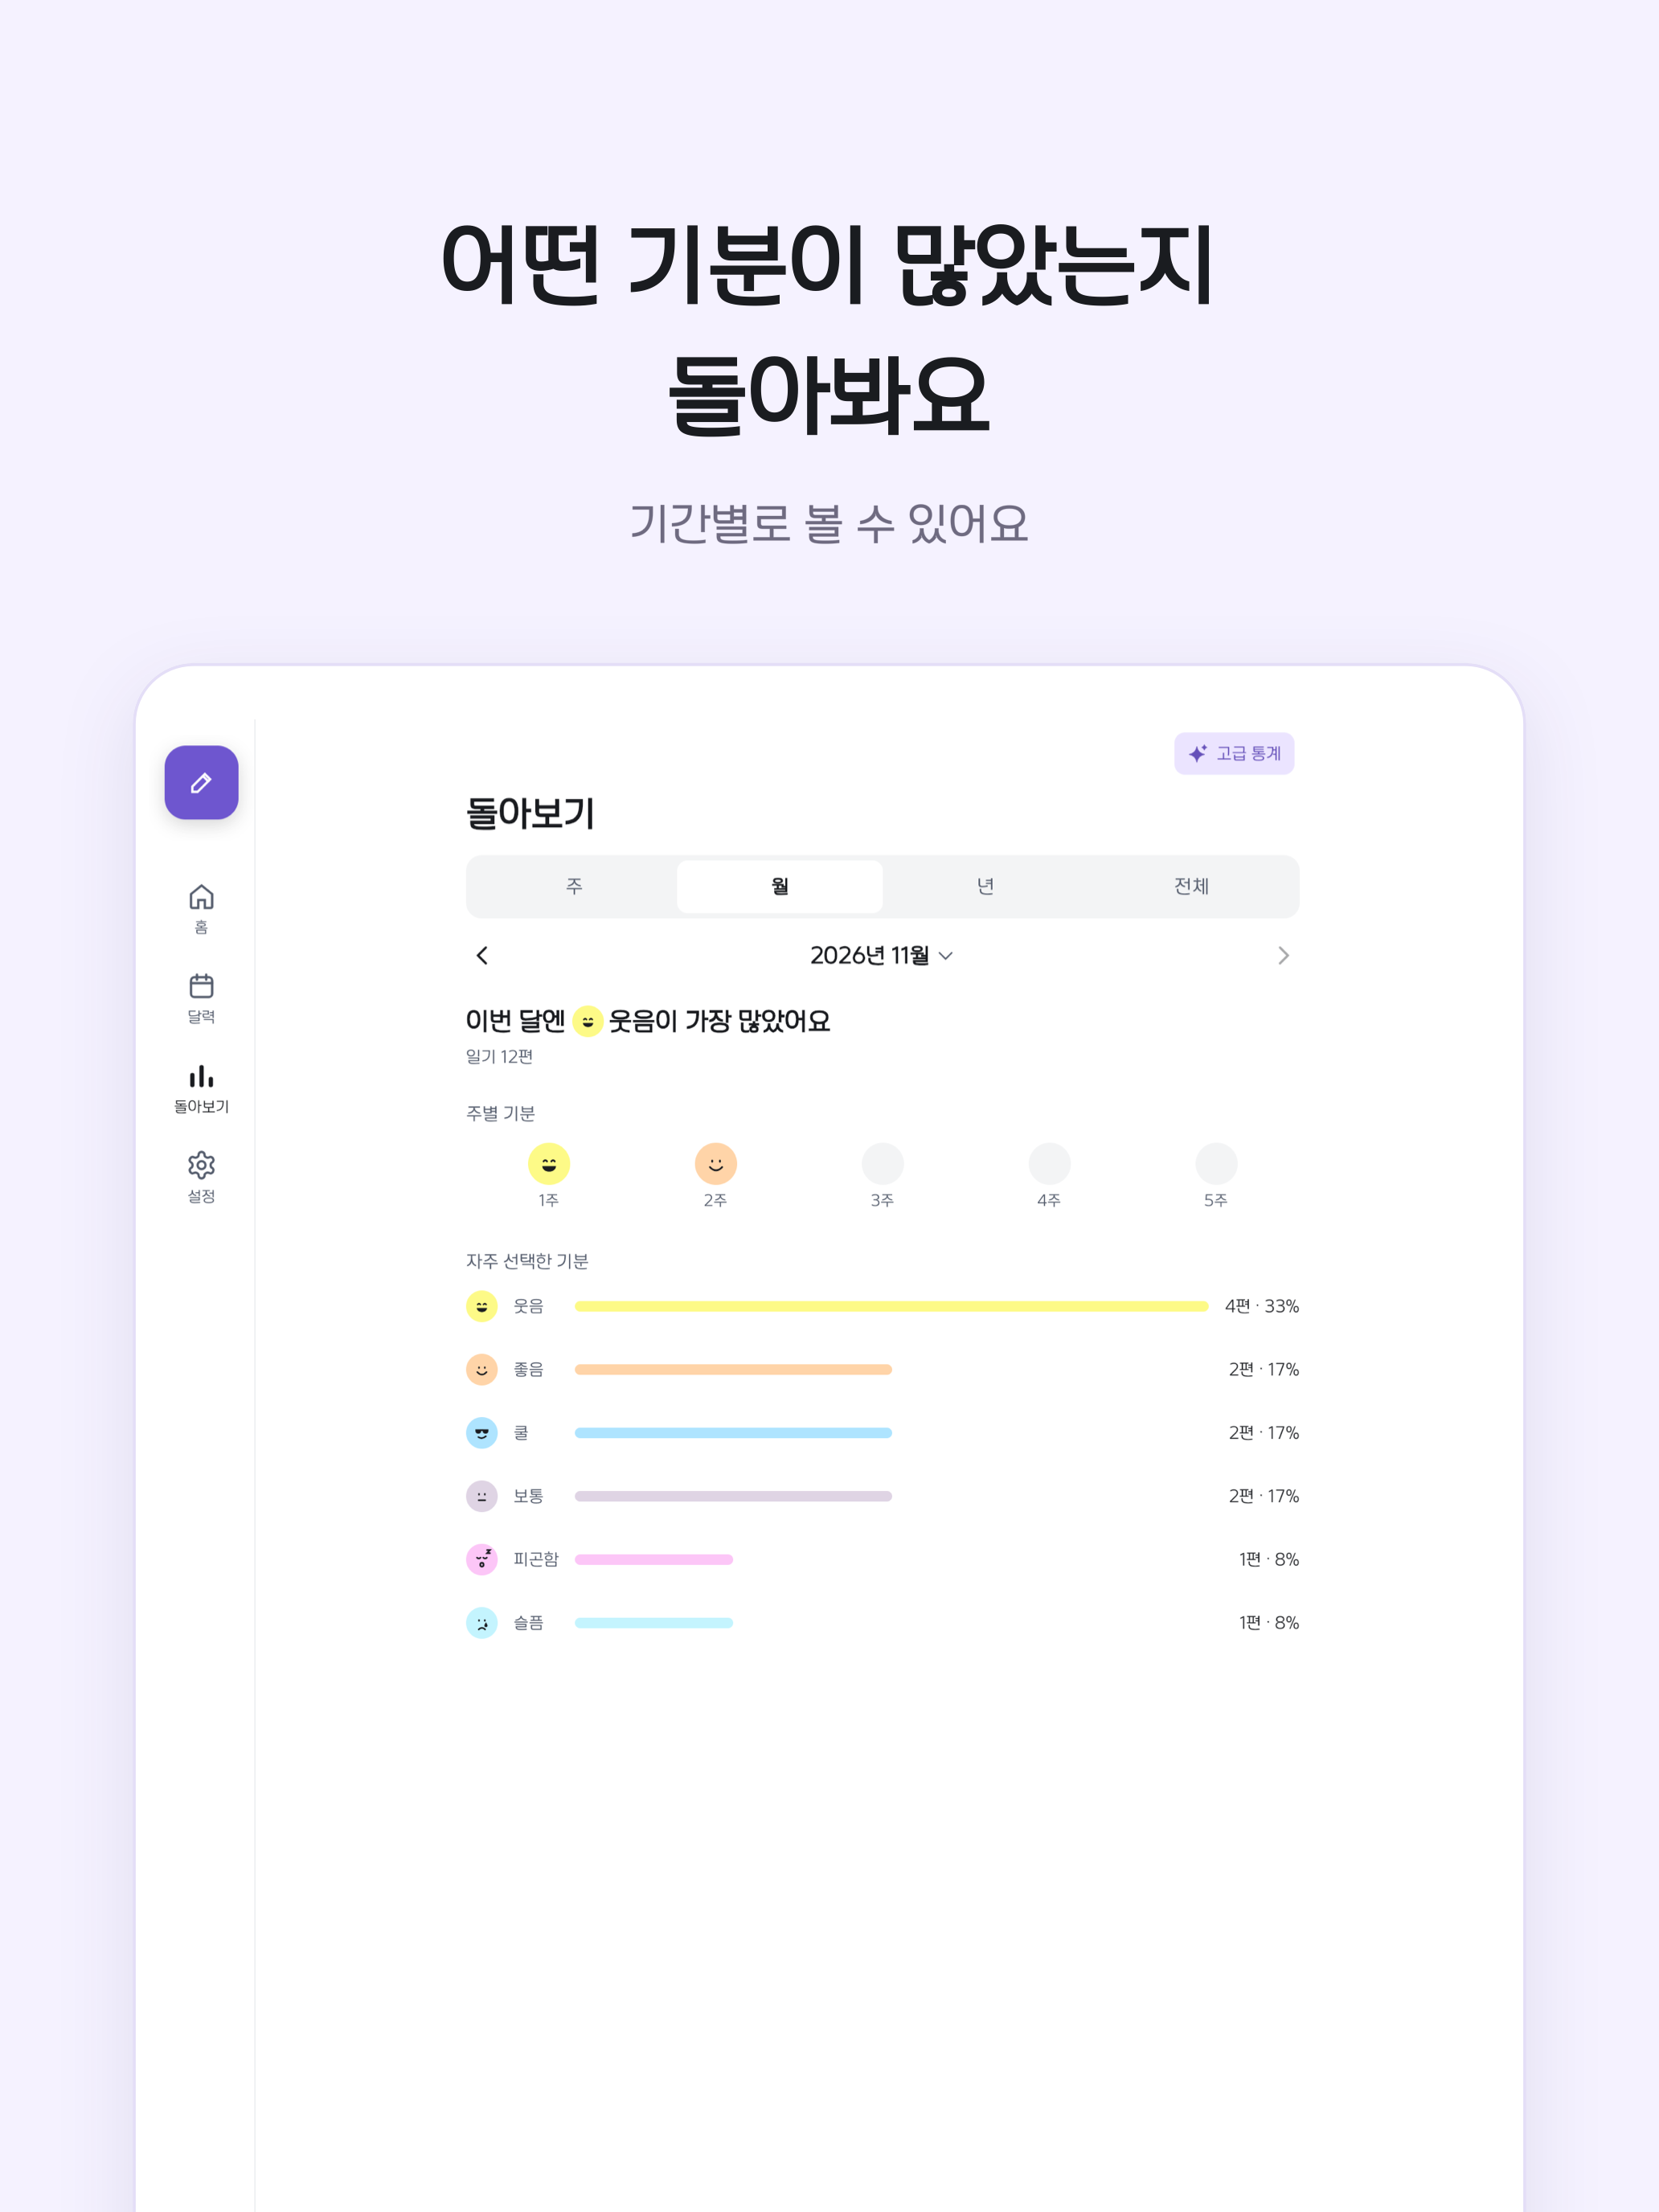 어떤 기분이 많았는지
돌아봐요
기간별로 볼 수 있어요
고급 통계
돌아보기
주 월 년 전체
2026년 11월
이번 달엔 웃음이 가장 많았어요
일기 12편
주별 기분
1주 2주 3주 4주 5주
자주 선택한 기분
웃음 4편 · 33%
좋음 2편 · 17%
쿨 2편 · 17%
보통 2편 · 17%
피곤함 1편 · 8%
슬픔 1편 · 8%
홈
달력
돌아보기
설정